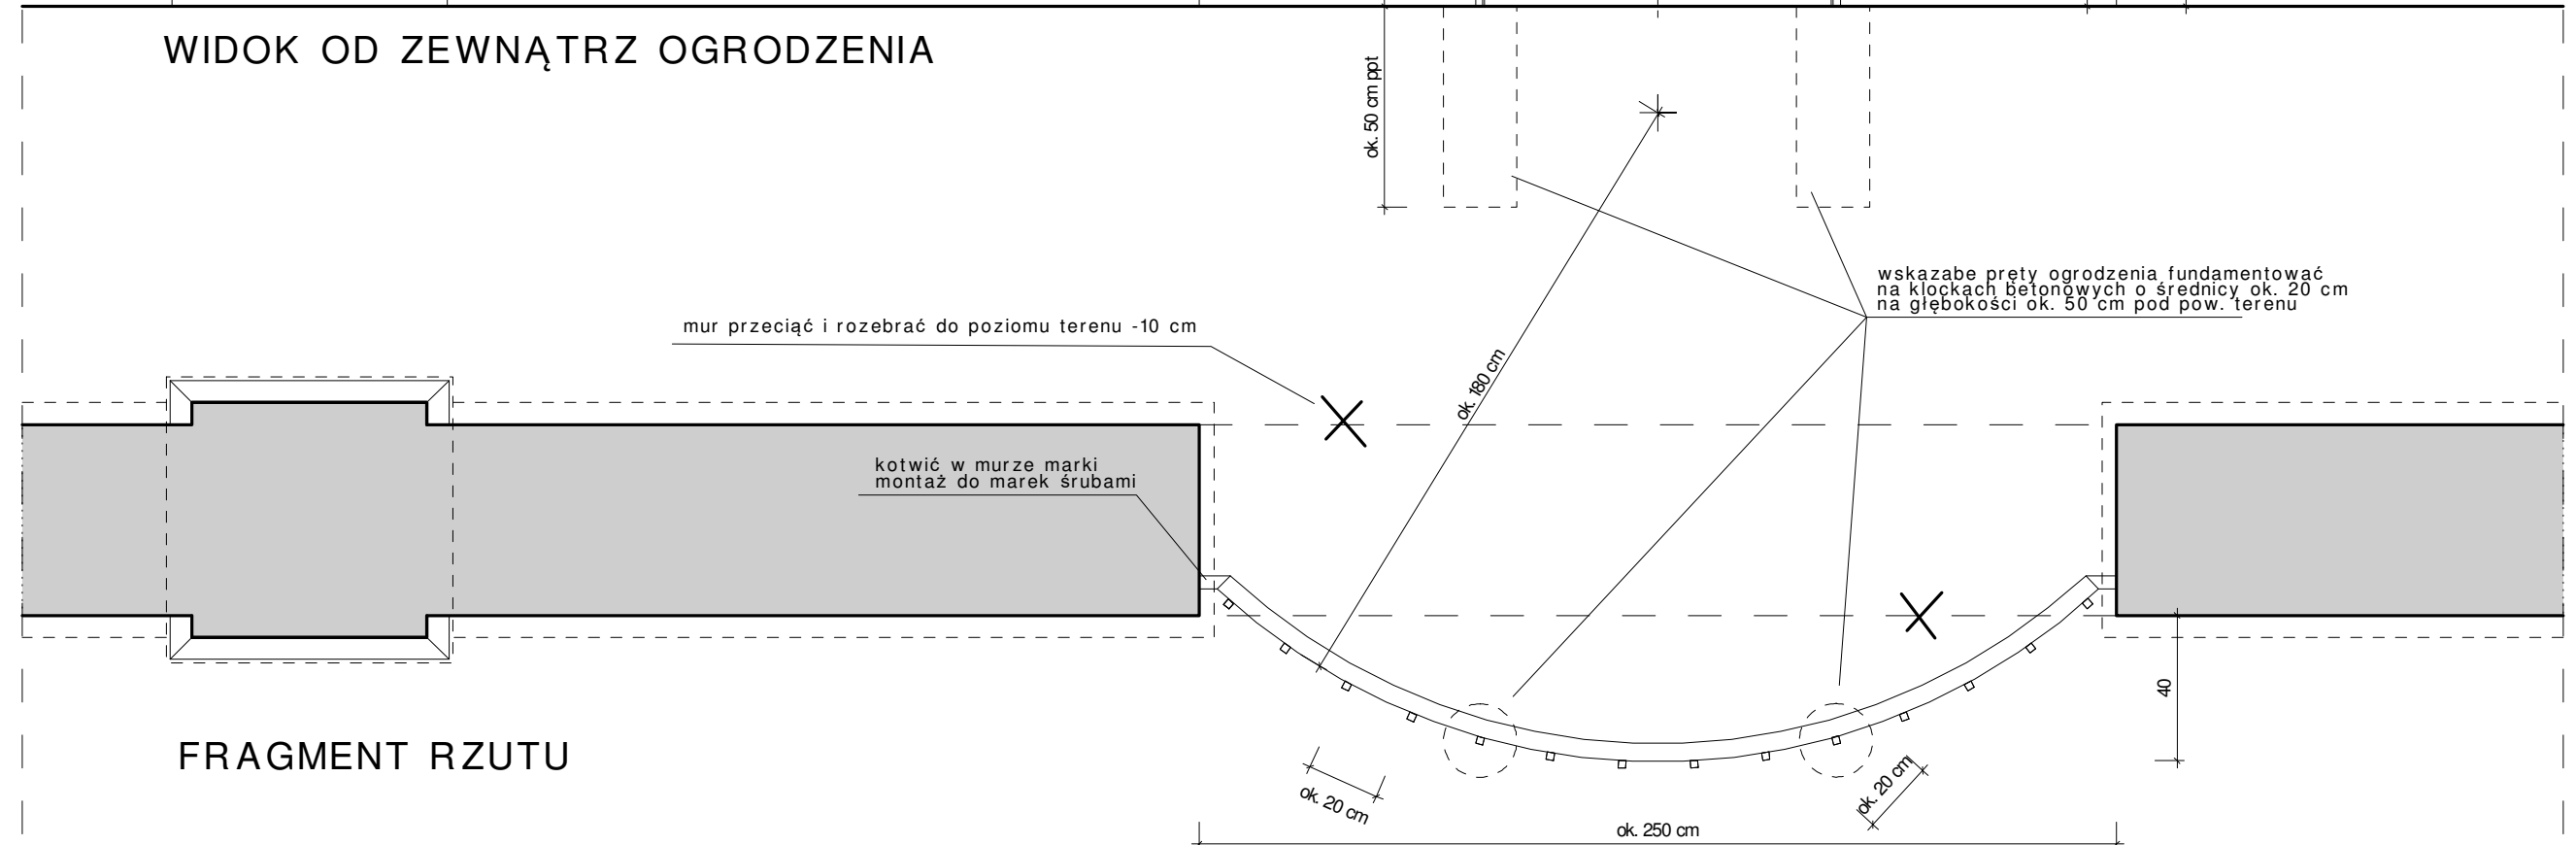 WIDOK OD ZEWNĄTRZ OGRODZENIA
ok. 50 cm ppt
wskazabe pręty ogrodzenia fundamentować
na klockach betonowych o średnicy ok. 20 cm
na głębokości ok. 50 cm pod pow. terenu
mur przeciąć i rozebrać do poziomu terenu -10 cm
ok. 180 cm
kotwić w murze marki
montaż do marek śrubami
40
FRAGMENT RZUTU
ok. 20 cm
ok. 20 cm
ok. 250 cm